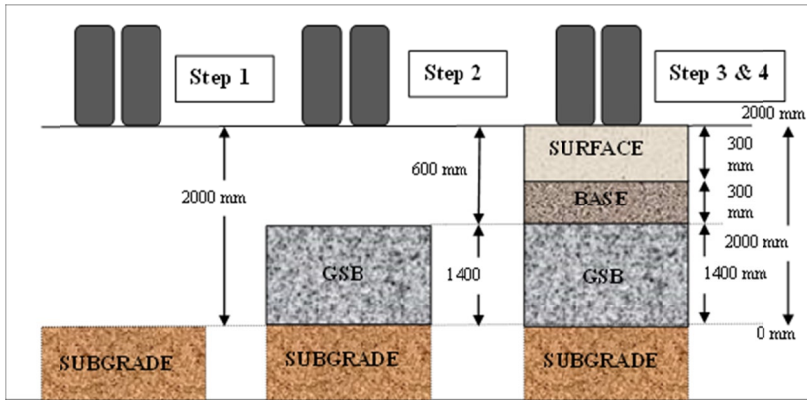 Step 1
Step 2
Step 3 & 4
2000 mm
SURFACE
300
mm
600 mm
2000 mm
BASE
300
mm
2000 mm
GSB
1400
GSB
1400 mm
0 mm
SUBGRADE
SUBGRADE
SUBGRADE